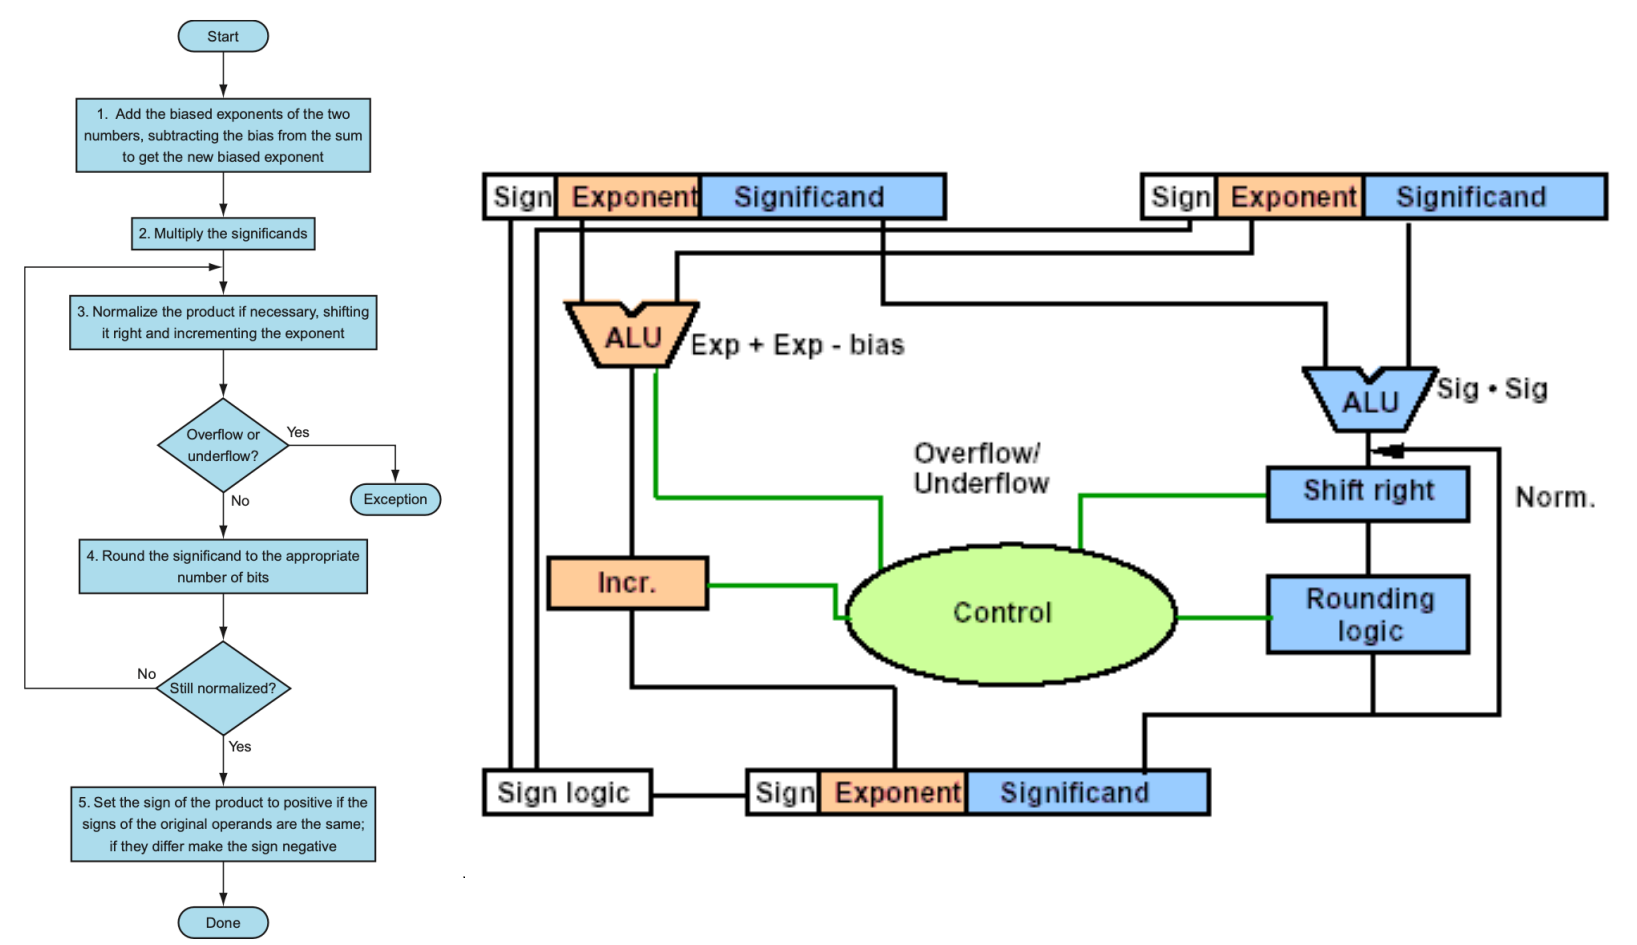 Start
1. Add the biased exponents of the two
numbers, subtracting the bias from the sum
to get the new biased exponent
2. Multiply the significands
3. Normalize the product if necessary, shifting
it right and incrementing the exponent
Overflow or
underflow?
Yes
No
Exception
4. Round the significand to the appropriate
number of bits
Still normalized?
No
Yes
5. Set the sign of the product to positive if the
signs of the original operands are the same;
if they differ make the sign negative
Done
Sign Exponent Significand
Sign Exponent Significand
ALU
Exp + Exp - bias
ALU
Sig • Sig
Overflow/
Underflow
Shift right
Norm.
Incr.
Control
Rounding
logic
Sign logic
Sign Exponent Significand
.